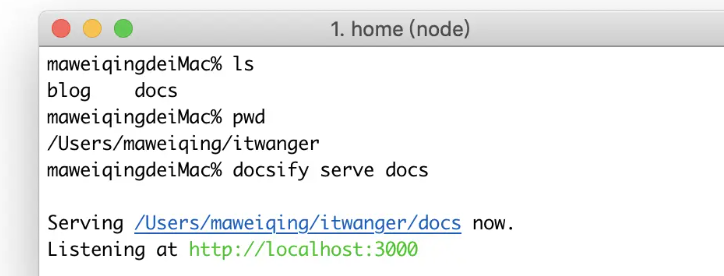 1. home (node)
maweiqingdeiMac% ls
blog    docs
maweiqingdeiMac% pwd
/Users/maweiqing/itwanger
maweiqingdeiMac% docsify serve docs
Serving /Users/maweiqing/itwanger/docs now.
Listening at http://localhost:3000